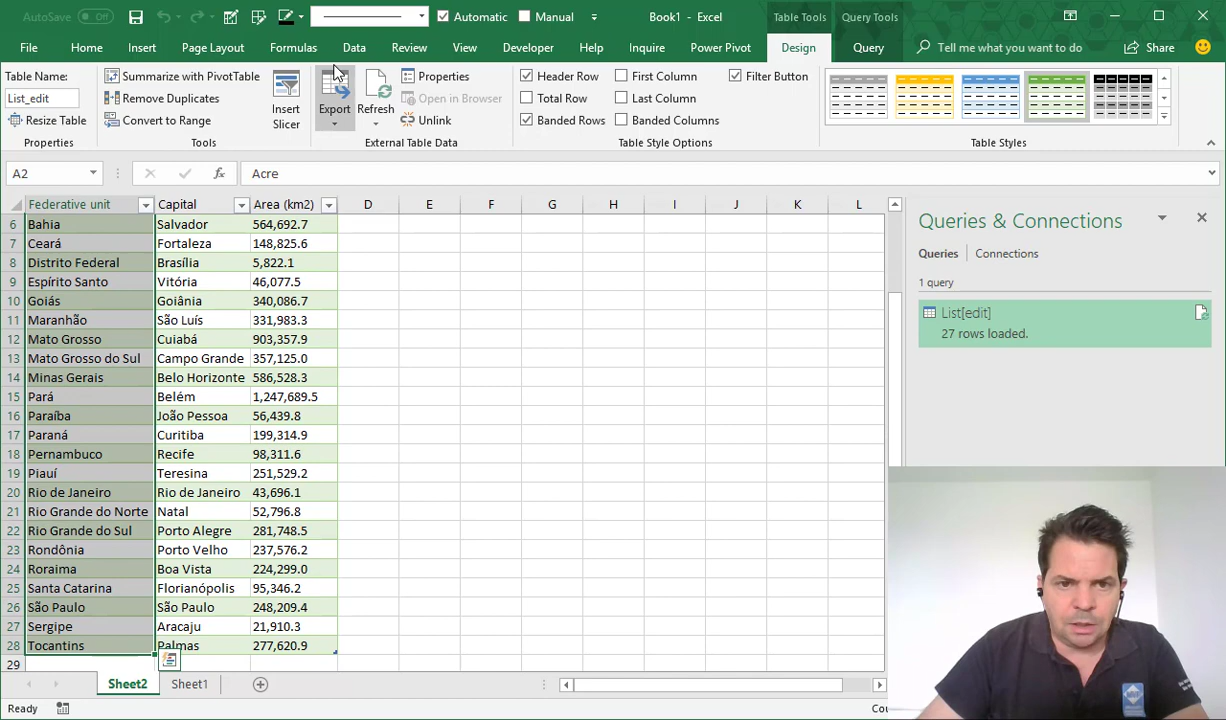 AutoSave Off Automatic Manual Book1 - Excel Table Tools Query Tools
File Home Insert Page Layout Formulas Data Review View Developer Help Inquire Power Pivot Design Query Tell me what you want to do Share
Table Name: Summarize with PivotTable Insert Slicer Export Refresh Properties Header Row First Column Filter Button
List_edit Remove Duplicates Open in Browser Total Row Last Column
Resize Table Convert to Range Unlink Banded Rows Banded Columns
Properties Tools External Table Data Table Style Options Table Styles
A2 fx Acre
Federative unit Capital Area (km2) D E F G H I J K L
6 Bahia Salvador 564,692.7
7 Ceará Fortaleza 148,825.6
8 Distrito Federal Brasília 5,822.1
9 Espírito Santo Vitória 46,077.5
10 Goiás Goiânia 340,086.7
11 Maranhão São Luís 331,983.3
12 Mato Grosso Cuiabá 903,357.9
13 Mato Grosso do Sul Campo Grande 357,125.0
14 Minas Gerais Belo Horizonte 586,528.3
15 Pará Belém 1,247,689.5
16 Paraíba João Pessoa 56,439.8
17 Paraná Curitiba 199,314.9
18 Pernambuco Recife 98,311.6
19 Piauí Teresina 251,529.2
20 Rio de Janeiro Rio de Janeiro 43,696.1
21 Rio Grande do Norte Natal 52,796.8
22 Rio Grande do Sul Porto Alegre 281,748.5
23 Rondônia Porto Velho 237,576.2
24 Roraima Boa Vista 224,299.0
25 Santa Catarina Florianópolis 95,346.2
26 São Paulo São Paulo 248,209.4
27 Sergipe Aracaju 21,910.3
28 Tocantins Palmas 277,620.9
29
Queries & Connections
Queries Connections
1 query
List[edit]
27 rows loaded.
Sheet2 Sheet1
Ready